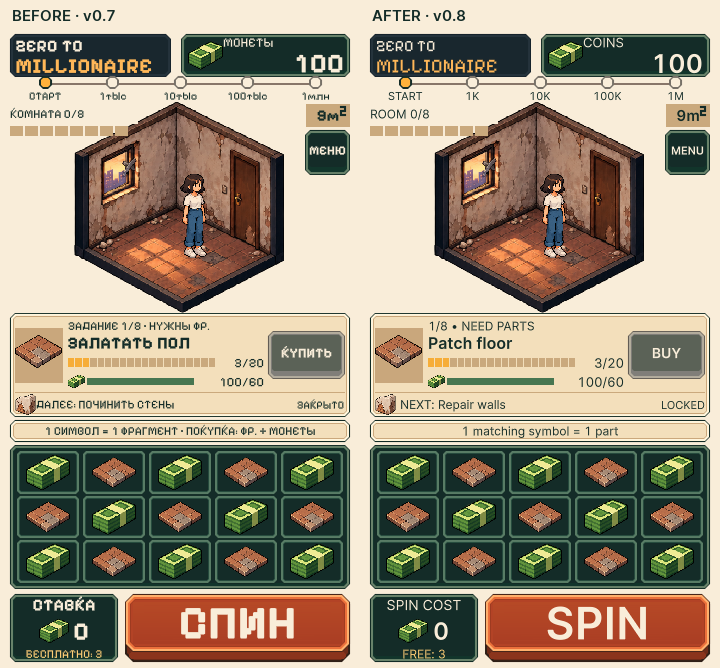 BEFORE · v0.7
ZERO TO
MILLIONAIRE
МОНЕТЫ
100
СТАРТ
1тыс
10тыс
100тыс
1млн
КОМНАТА 0/8
9м²
МЕНЮ
ЗАДАНИЕ 1/8 · НУЖНЫ ФР.
ЗАЛАТАТЬ ПОЛ
3/20
КУПИТЬ
100/60
ДАЛЕЕ: ПОЧИНИТЬ СТЕНЫ
ЗАКРЫТО
1 СИМВОЛ = 1 ФРАГМЕНТ · ПОКУПКА: ФР. + МОНЕТЫ
СТАВКА
0
БЕСПЛАТНО: 3
СПИН
AFTER · v0.8
ZERO TO
MILLIONAIRE
COINS
100
START
1K
10K
100K
1M
ROOM 0/8
9m²
MENU
1/8 • NEED PARTS
Patch floor
3/20
BUY
100/60
NEXT: Repair walls
LOCKED
1 matching symbol = 1 part
SPIN COST
0
FREE: 3
SPIN